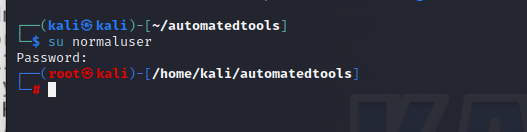 ┌──(kali㉿kali)-[~/automatedtools]
└─$ su normaluser
Password:
┌──(root㉿kali)-[/home/kali/automatedtools]
└─#